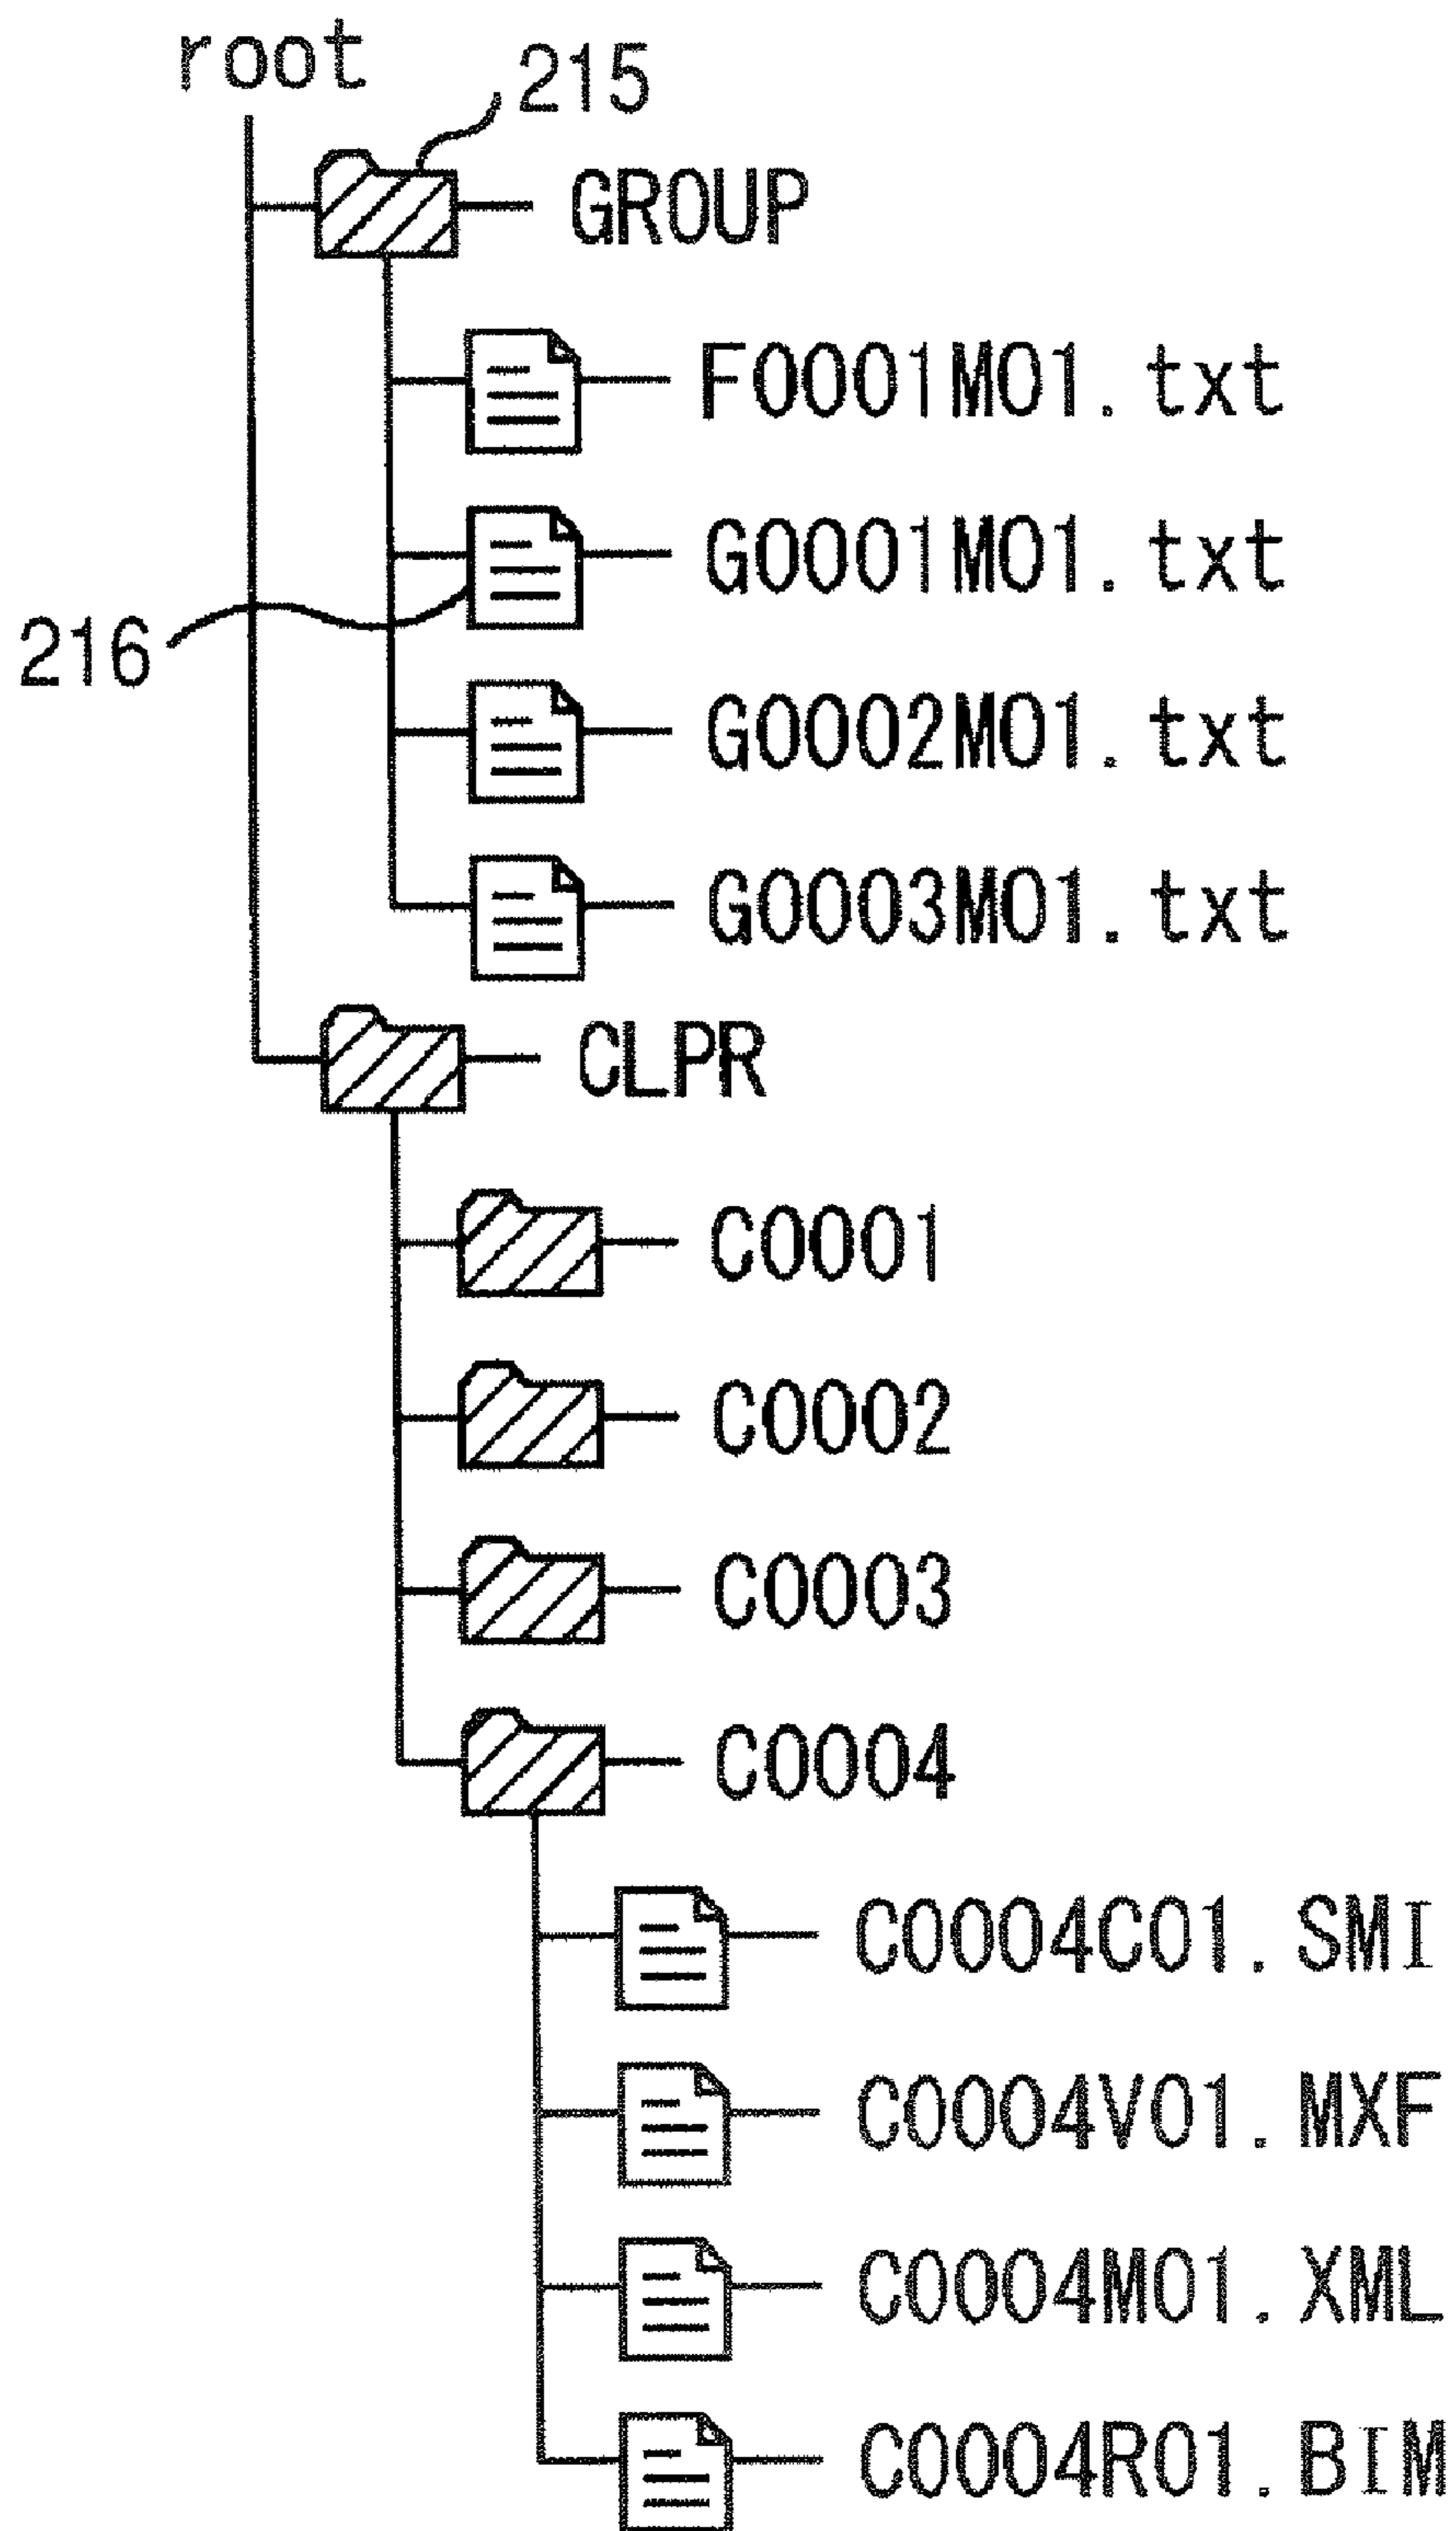 root
215
GROUP
F0001M01.txt
G0001M01.txt
216
G0002M01.txt
G0003M01.txt
CLPR
C0001
C0002
C0003
C0004
C0004C01.SMI
C0004V01.MXF
C0004M01.XML
C0004R01.BIM